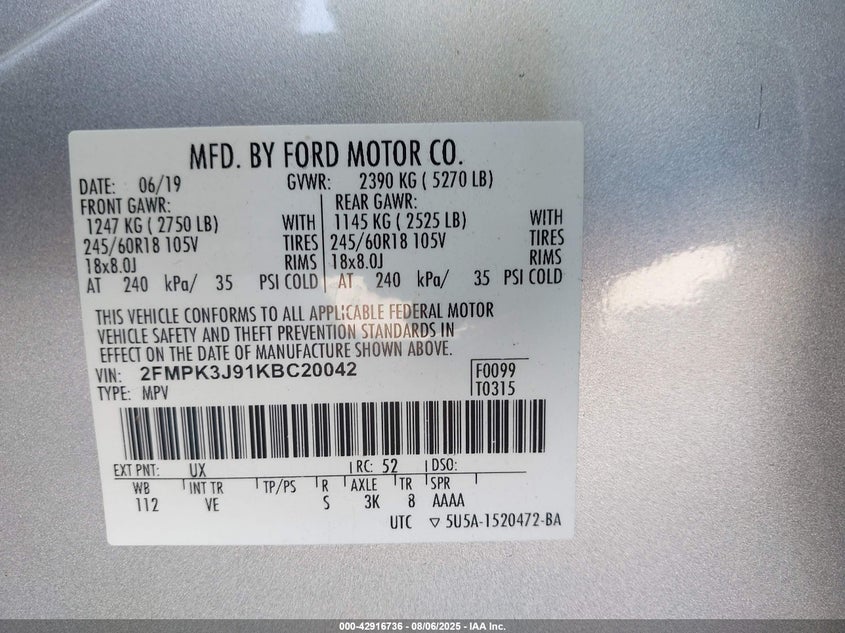 MFD. BY FORD MOTOR CO.
DATE: 06/19 GVWR: 2390 KG ( 5270 LB)
FRONT GAWR: REAR GAWR:
1247 KG ( 2750 LB) WITH 1145 KG ( 2525 LB) WITH
245/60R18 105V TIRES 245/60R18 105V TIRES
18x8.0J RIMS 18x8.0J RIMS
AT 240 kPa/ 35 PSI COLD AT 240 kPa/ 35 PSI COLD
THIS VEHICLE CONFORMS TO ALL APPLICABLE FEDERAL MOTOR
VEHICLE SAFETY AND THEFT PREVENTION STANDARDS IN
EFFECT ON THE DATE OF MANUFACTURE SHOWN ABOVE.
VIN: 2FMPK3J91KBC20042 F0099
TYPE: MPV T0315
EXT PNT: UX RC: 52 DSO:
WB INT TR TP/PS R AXLE TR SPR
112 VE S 3K 8 AAAA
UTC ▽ 5U5A-1520472-BA
000-42916736 - 08/06/2025 - IAA Inc.